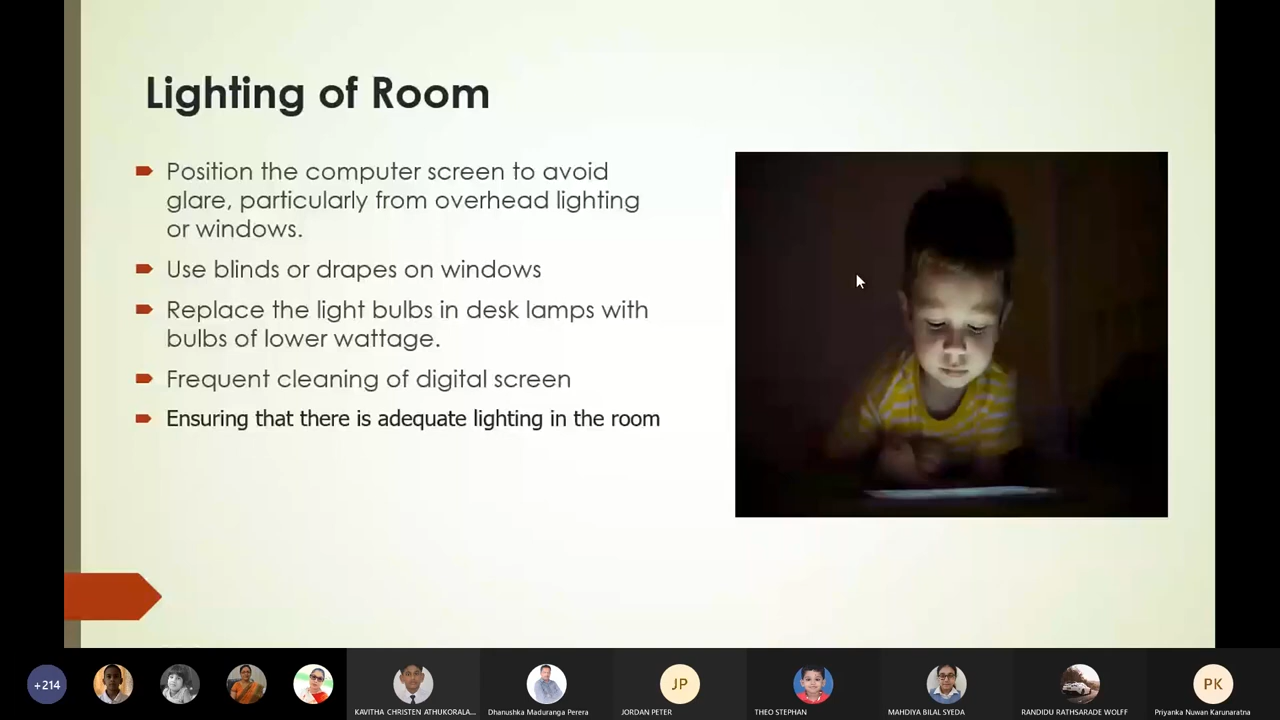 Lighting of Room
Position the computer screen to avoid
glare, particularly from overhead lighting
or windows.
Use blinds or drapes on windows
Replace the light bulbs in desk lamps with
bulbs of lower wattage.
Frequent cleaning of digital screen
Ensuring that there is adequate lighting in the room
+214
JP
PK
KAVITHA CHRISTEN ATHUKORALA...
Dhanushka Maduranga Perera
JORDAN PETER
THEO STEPHAN
MAHDIYA BILAL SYEDA
RANDIDU RATHSARADE WOLFF
Priyanka Nuwan Karunaratna